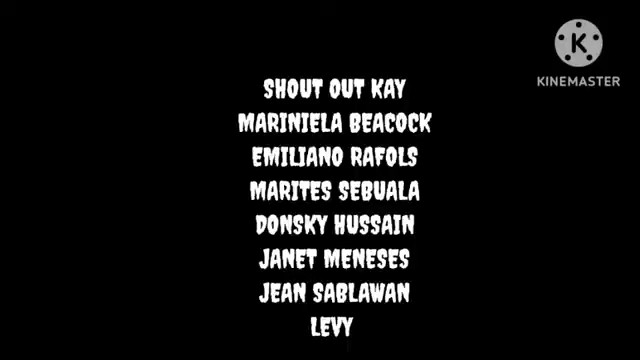 SHOUT OUT KAY
MARINIELA BEACOCK
EMILIANO RAFOLS
MARITES SEBUALA
DONSKY HUSSAIN
JANET MENESES
JEAN SABLAWAN
LEVY
K
KINEMASTER